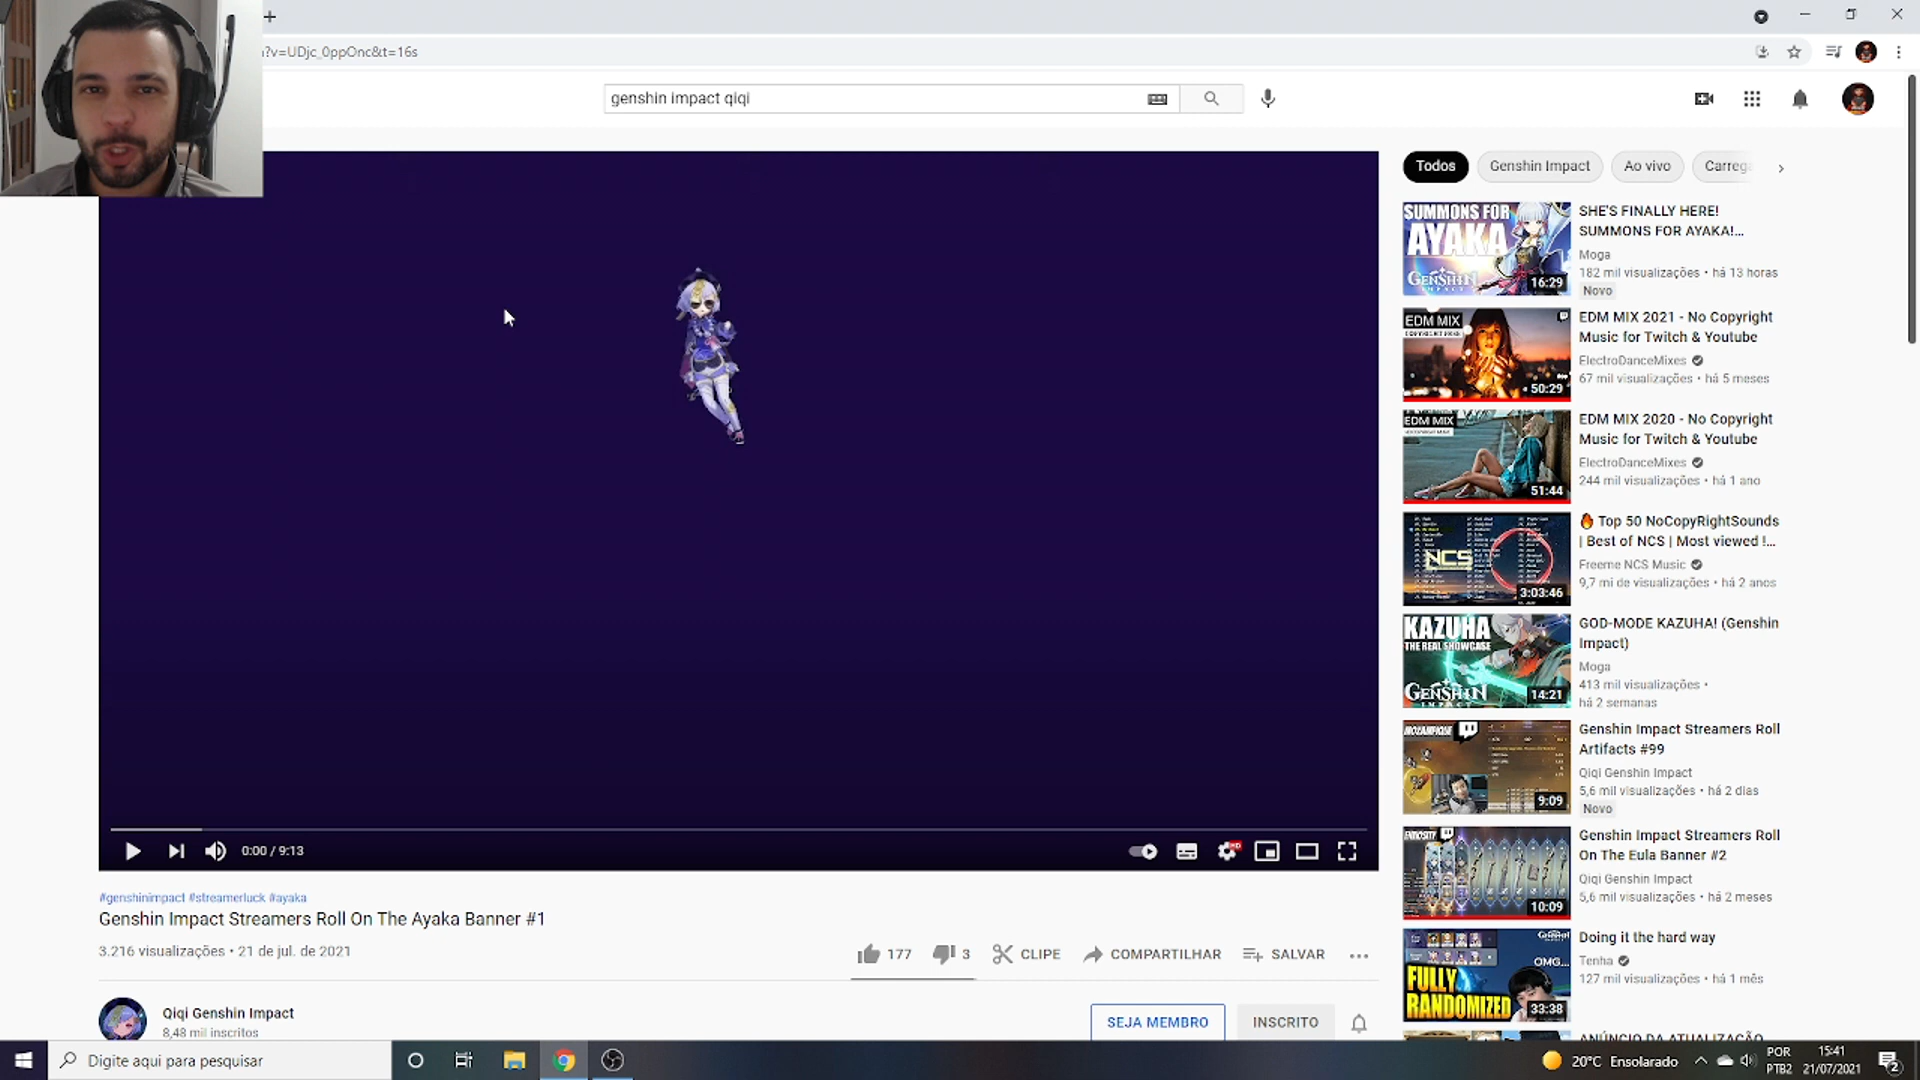 ?v=UDjc_0ppOnc&t=16s
genshin impact qiqi
Todos
Genshin Impact
Ao vivo
Carrega
SUMMONS FOR
AYAKA
GENSHIN
IMPACT
16:29
SHE'S FINALLY HERE!
SUMMONS FOR AYAKA!...
Moga
182 mil visualizações • há 13 horas
Novo
EDM MIX
50:29
EDM MIX 2021 - No Copyright
Music for Twitch & Youtube
ElectroDanceMixes
67 mil visualizações • há 5 meses
EDM MIX
51:44
EDM MIX 2020 - No Copyright
Music for Twitch & Youtube
ElectroDanceMixes
244 mil visualizações • há 1 ano
NCS
3:03:46
🔥 Top 50 NoCopyRightSounds
| Best of NCS | Most viewed !...
Freeme NCS Music
9,7 mi de visualizações • há 2 anos
KAZUHA
THE REAL SHOWCASE
GENSHIN
IMPACT
14:21
GOD-MODE KAZUHA! (Genshin
Impact)
Moga
413 mil visualizações •
há 2 semanas
9:09
Genshin Impact Streamers Roll
Artifacts #99
Qiqi Genshin Impact
5,6 mil visualizações • há 2 dias
Novo
10:09
Genshin Impact Streamers Roll
On The Eula Banner #2
Qiqi Genshin Impact
5,6 mil visualizações • há 2 meses
OMG...
FULLY
RANDOMIZED
33:38
Doing it the hard way
Tenha
127 mil visualizações • há 1 mês
ANÚNCIO DA ATUALIZAÇÃO
0:00 / 9:13
HD
#genshinimpact #streamerluck #ayaka
Genshin Impact Streamers Roll On The Ayaka Banner #1
3.216 visualizações • 21 de jul. de 2021
177
3
CLIPE
COMPARTILHAR
SALVAR
Qiqi Genshin Impact
8,48 mil inscritos
SEJA MEMBRO
INSCRITO
Digite aqui para pesquisar
20°C Ensolarado
POR
PTB2
15:41
21/07/2021
2